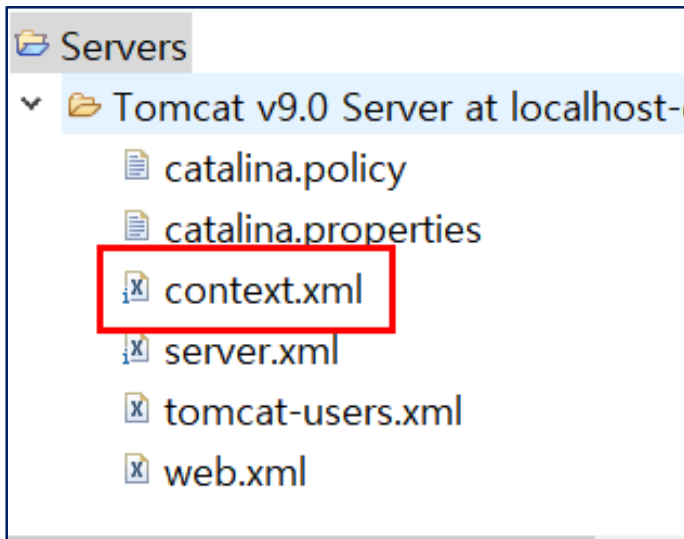 Servers
Tomcat v9.0 Server at localhost-
catalina.policy
catalina.properties
context.xml
server.xml
tomcat-users.xml
web.xml